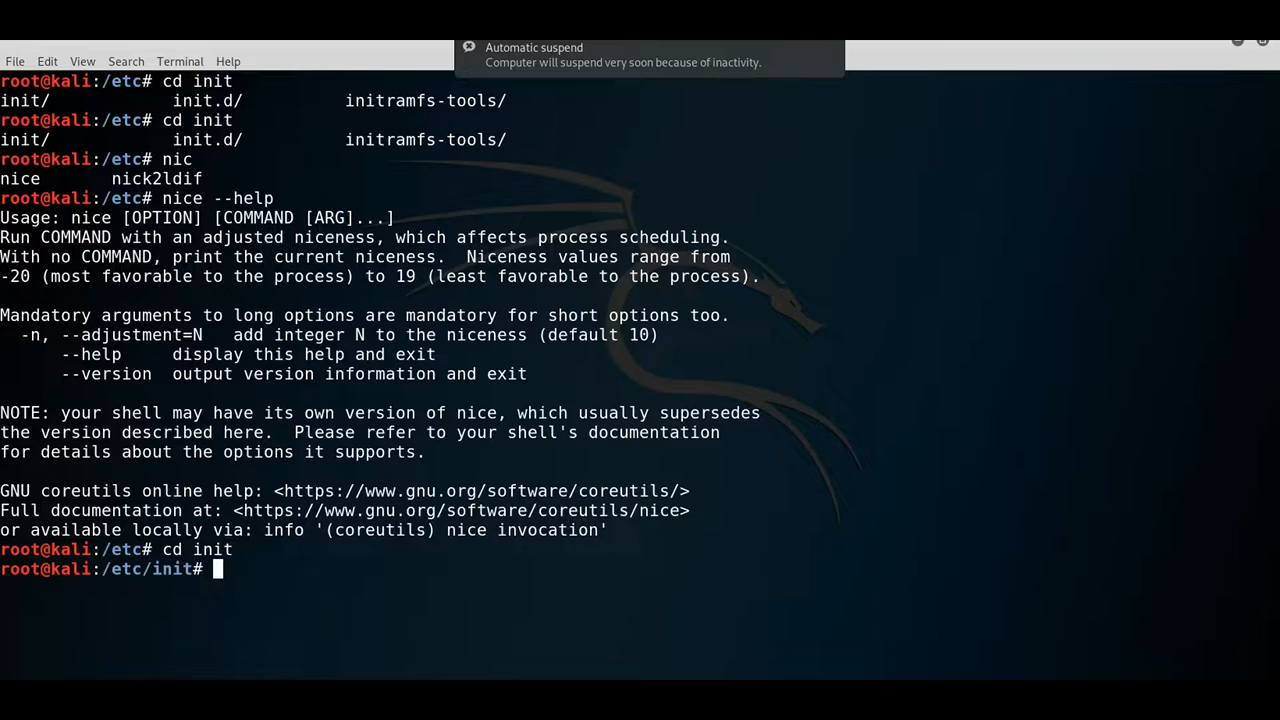 Automatic suspend
Computer will suspend very soon because of inactivity.
File Edit View Search Terminal Help
root@kali:/etc# cd init
init/ init.d/ initramfs-tools/
root@kali:/etc# cd init
init/ init.d/ initramfs-tools/
root@kali:/etc# nic
nice nick2ldif
root@kali:/etc# nice --help
Usage: nice [OPTION] [COMMAND [ARG]...]
Run COMMAND with an adjusted niceness, which affects process scheduling.
With no COMMAND, print the current niceness.  Niceness values range from
-20 (most favorable to the process) to 19 (least favorable to the process).
Mandatory arguments to long options are mandatory for short options too.
-n, --adjustment=N   add integer N to the niceness (default 10)
--help     display this help and exit
--version  output version information and exit
NOTE: your shell may have its own version of nice, which usually supersedes
the version described here.  Please refer to your shell's documentation
for details about the options it supports.
GNU coreutils online help: <https://www.gnu.org/software/coreutils/>
Full documentation at: <https://www.gnu.org/software/coreutils/nice>
or available locally via: info '(coreutils) nice invocation'
root@kali:/etc# cd init
root@kali:/etc/init#